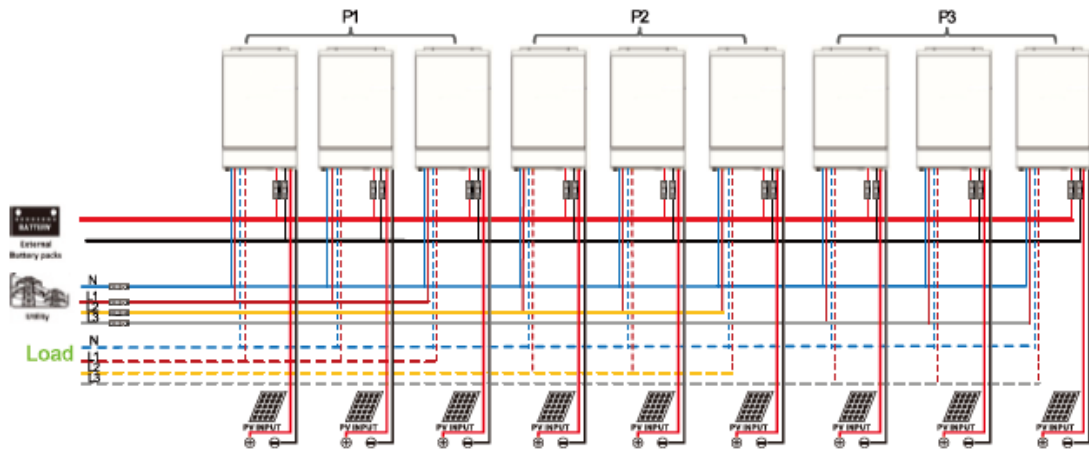 P1 P2 P3
BATTERY
External
Battery packs
Utility
N
L1
L2
L3
Load
N
L1
L2
L3
PV INPUT PV INPUT PV INPUT PV INPUT PV INPUT PV INPUT PV INPUT PV INPUT PV INPUT